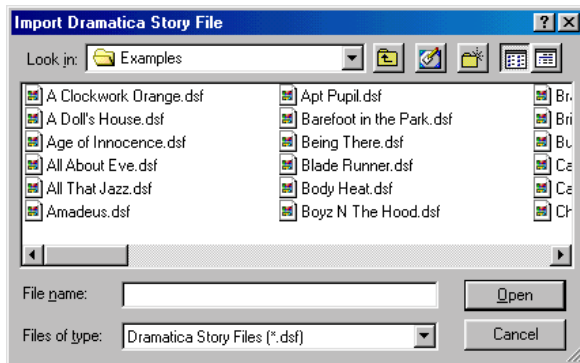 Import Dramatica Story File
Look in: Examples
A Clockwork Orange.dsf
A Doll's House.dsf
Age of Innocence.dsf
All About Eve.dsf
All That Jazz.dsf
Amadeus.dsf
Apt Pupil.dsf
Barefoot in the Park.dsf
Being There.dsf
Blade Runner.dsf
Body Heat.dsf
Boyz N The Hood.dsf
File name:
Open
Files of type: Dramatica Story Files (*.dsf)
Cancel